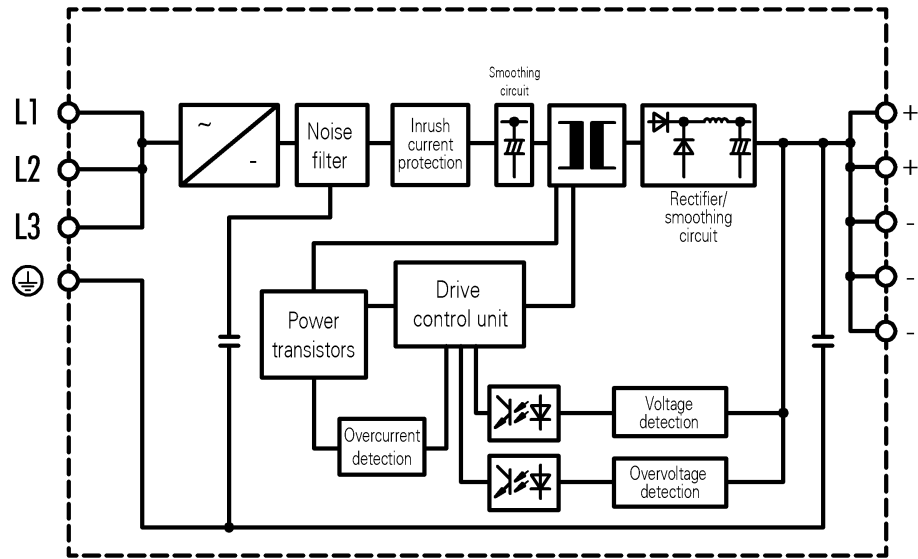 Smoothing
circuit
L1
+
~
-
Noise
filter
Inrush
current
protection
L2
+
Rectifier/
smoothing
circuit
L3
-
Drive
control unit
-
Power
transistors
-
Voltage
detection
Overcurrent
detection
Overvoltage
detection